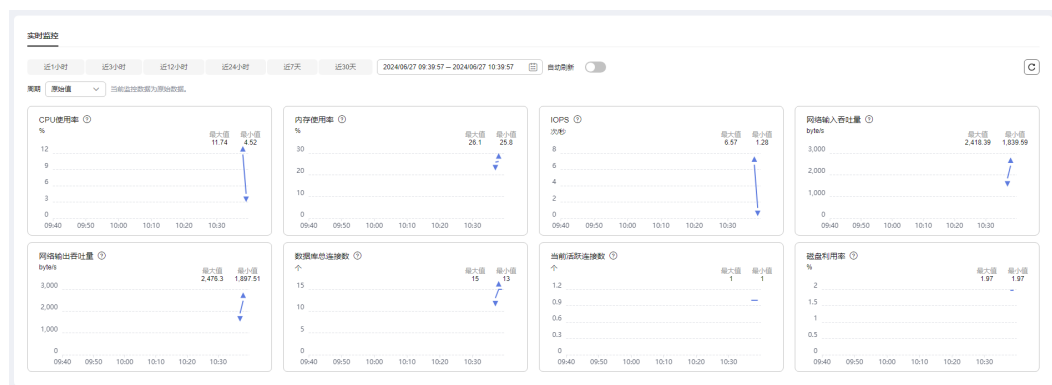 实时监控
近1小时 近3小时 近12小时 近24小时 近7天 近30天 2024/06/27 09:39:57 — 2024/06/27 10:39:57 自动刷新
周期 原始值 当前监控数据为原始数据。
CPU使用率
%
最大值 最小值
11.74 4.52
12
9
6
3
0
09:40 09:50 10:00 10:10 10:20 10:30
内存使用率
%
最大值 最小值
26.1 25.8
30
20
10
0
09:40 09:50 10:00 10:10 10:20 10:30
IOPS
次/秒
最大值 最小值
6.57 1.28
8
6
4
2
0
09:40 09:50 10:00 10:10 10:20 10:30
网络输入吞吐量
byte/s
最大值 最小值
2,418.39 1,839.59
3,000
2,000
1,000
0
09:40 09:50 10:00 10:10 10:20 10:30
网络输出吞吐量
byte/s
最大值 最小值
2,476.3 1,897.51
3,000
2,000
1,000
0
09:40 09:50 10:00 10:10 10:20 10:30
数据库总连接数
个
最大值 最小值
15 13
15
10
5
0
09:40 09:50 10:00 10:10 10:20 10:30
当前活跃连接数
个
最大值 最小值
1 1
1.2
0.9
0.6
0.3
0
09:40 09:50 10:00 10:10 10:20 10:30
磁盘利用率
%
最大值 最小值
1.97 1.97
2
1.5
1
0.5
0
09:40 09:50 10:00 10:10 10:20 10:30